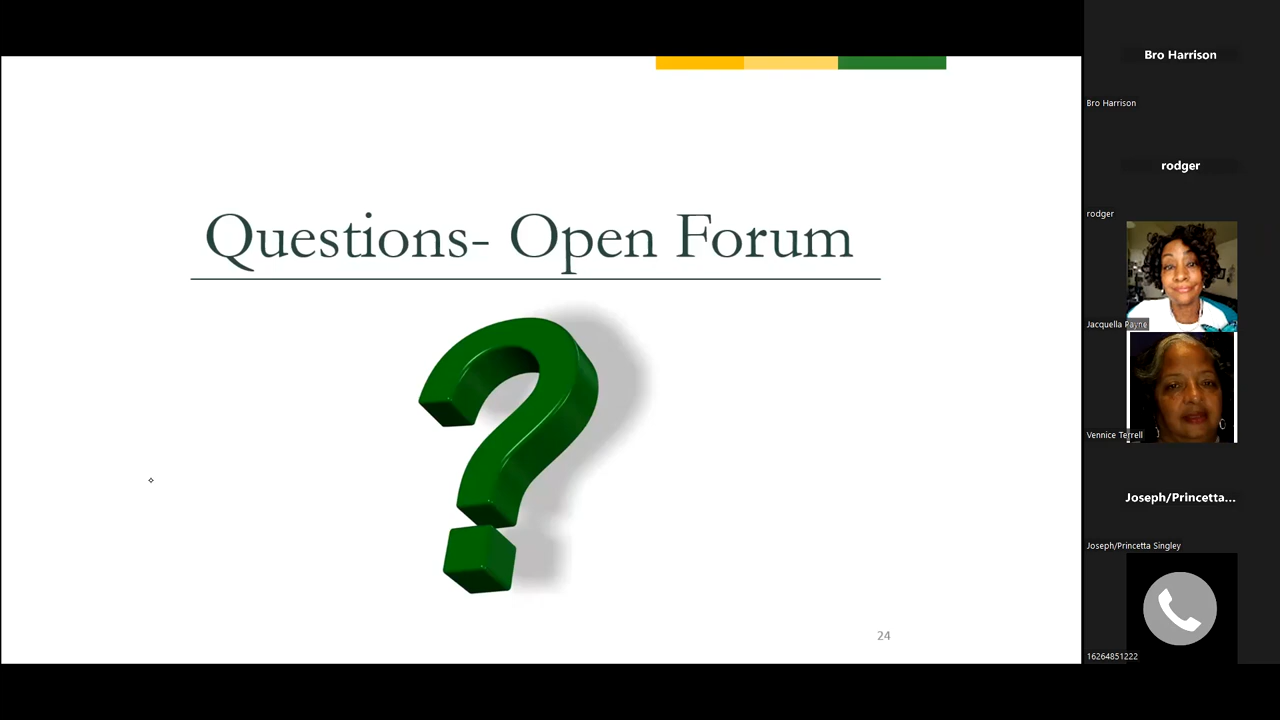 Questions- Open Forum
24
Bro Harrison
Bro Harrison
rodger
rodger
Jacquella Payne
Vennice Terrell
Joseph/Princetta...
Joseph/Princetta Singley
16264851222